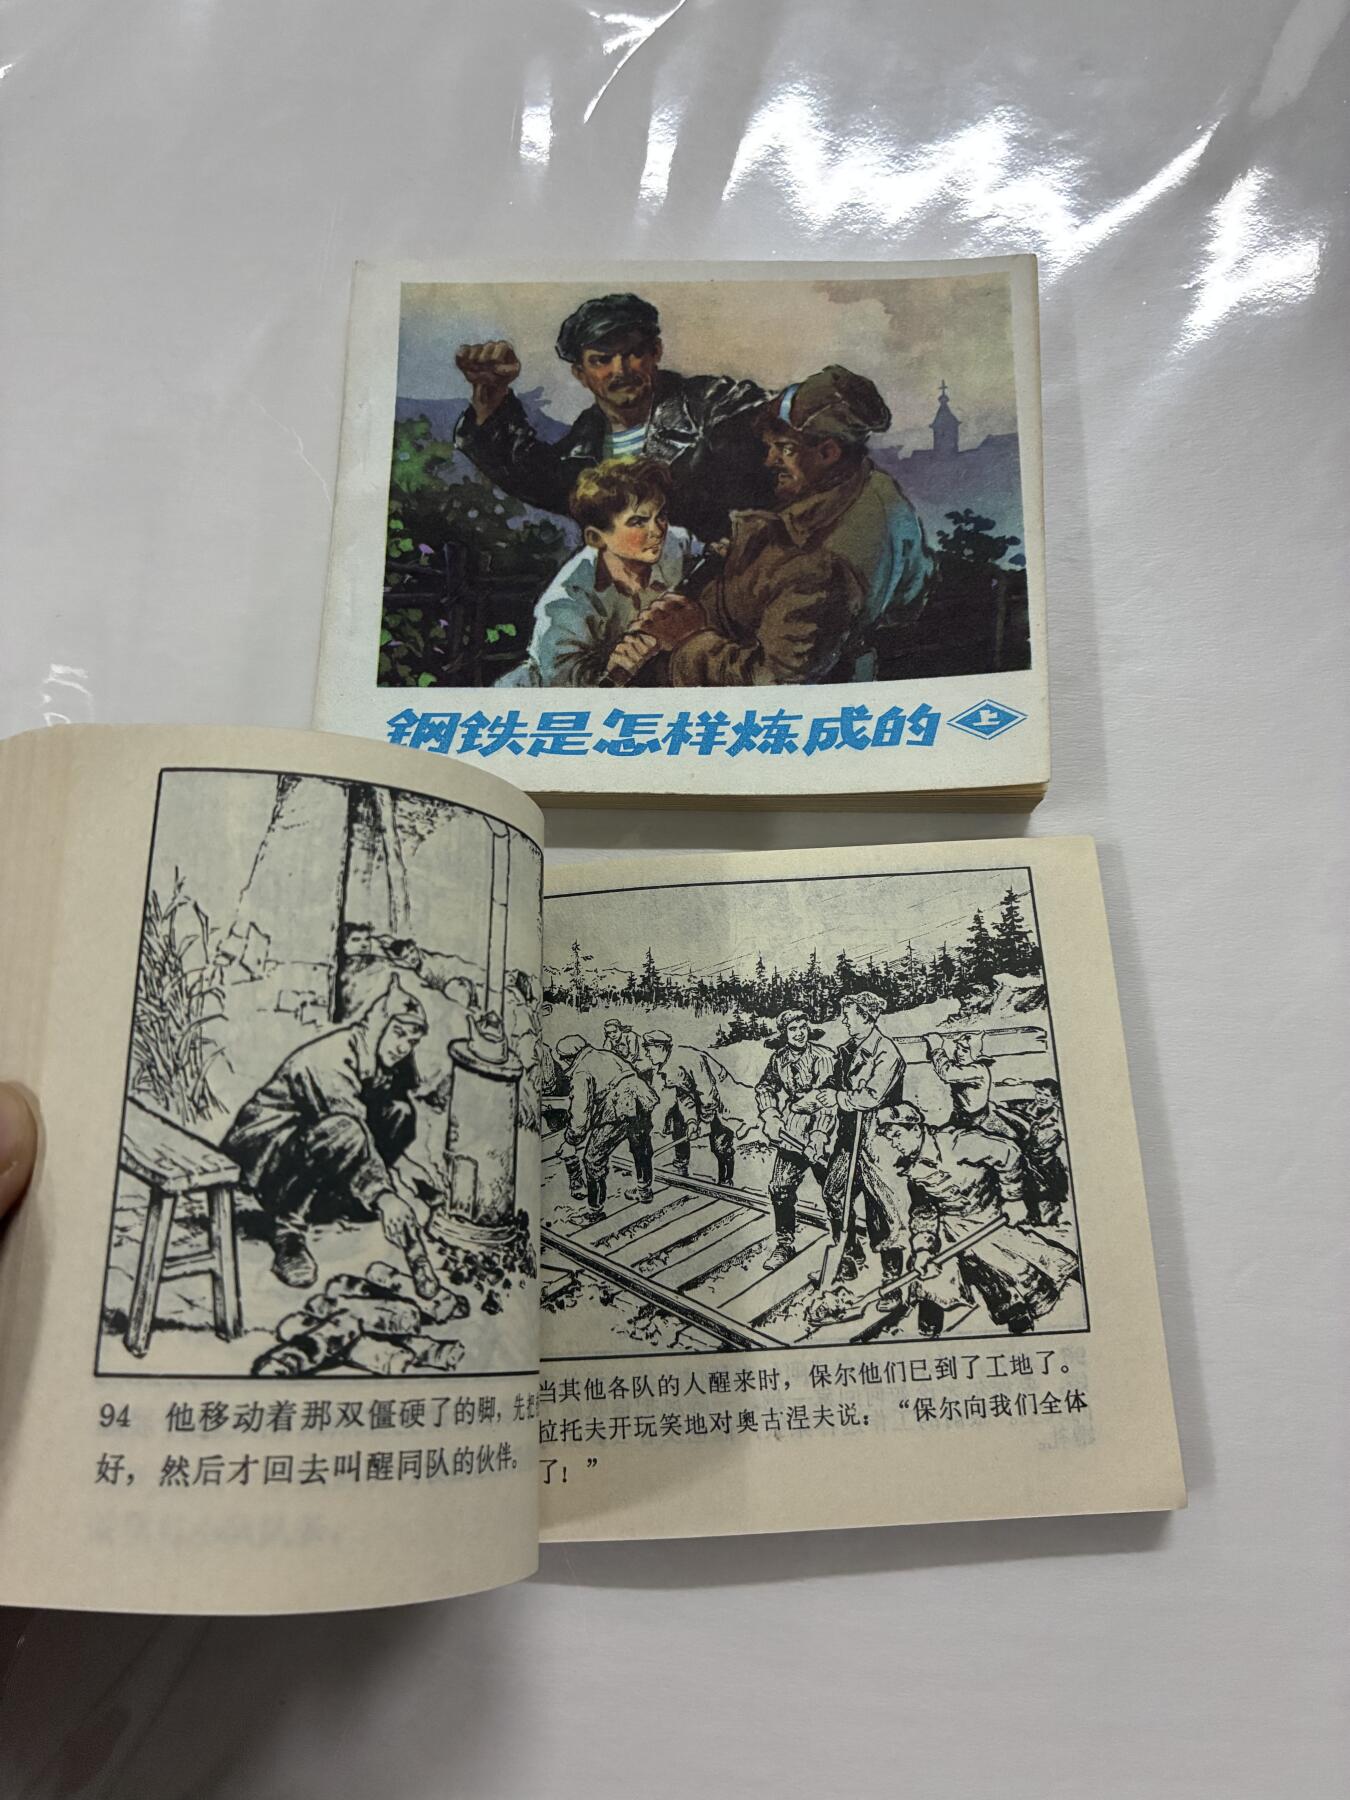 钢铁是怎样炼成的 上
94 他移动着那双僵硬了的脚，先把
好，然后才回去叫醒同队的伙伴。
当其他各队的人醒来时，保尔他们已到了工地了。
拉托夫开玩笑地对奥古涅夫说：“保尔向我们全体
了！”